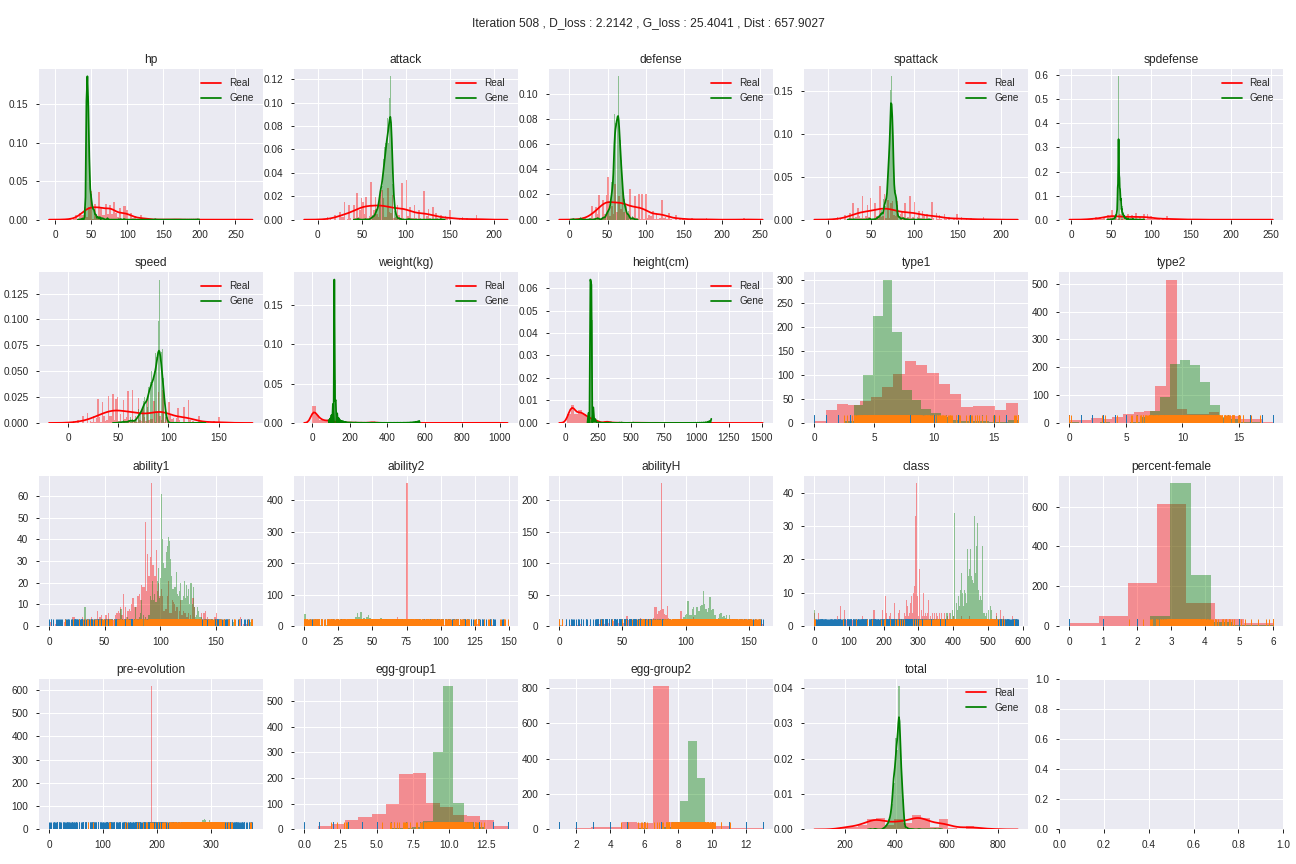 Iteration 508 , D_loss : 2.2142 , G_loss : 25.4041 , Dist : 657.9027
hp attack defense spattack spdefense
Real Real Real Real Real
Gene Gene Gene Gene Gene
0.15 0.10 0.05 0.00
0 50 100 150 200 250
0.12 0.10 0.08 0.06 0.04 0.02 0.00
0 50 100 150 200
0.10 0.08 0.06 0.04 0.02 0.00
0 50 100 150 200 250
0.15 0.10 0.05 0.00
0 50 100 150 200
0.6 0.5 0.4 0.3 0.2 0.1 0.0
0 50 100 150 200 250
speed weight(kg) height(cm) type1 type2
Real Real Real
Gene Gene Gene
0.125 0.100 0.075 0.050 0.025 0.000
0 50 100 150
0.15 0.10 0.05 0.00
0 200 400 600 800 1000
0.06 0.05 0.04 0.03 0.02 0.01 0.00
0 250 500 750 1000 1250 1500
300 250 200 150 100 50 0
0 5 10 15
500 400 300 200 100 0
0 5 10 15
ability1 ability2 abilityH class percent-female
60 50 40 30 20 10 0
0 50 100 150
400 300 200 100 0
0 25 50 75 100 125 150
200 150 100 50 0
0 50 100 150
40 30 20 10 0
0 100 200 300 400 500 600
600 400 200 0
0 1 2 3 4 5 6
pre-evolution egg-group1 egg-group2 total
600 500 400 300 200 100 0
0 100 200 300
500 400 300 200 100 0
0.0 2.5 5.0 7.5 10.0 12.5
800 600 400 200 0
2 4 6 8 10 12
Real
Gene
0.04 0.03 0.02 0.01 0.00
200 400 600 800
1.0 0.8 0.6 0.4 0.2 0.0
0.0 0.2 0.4 0.6 0.8 1.0